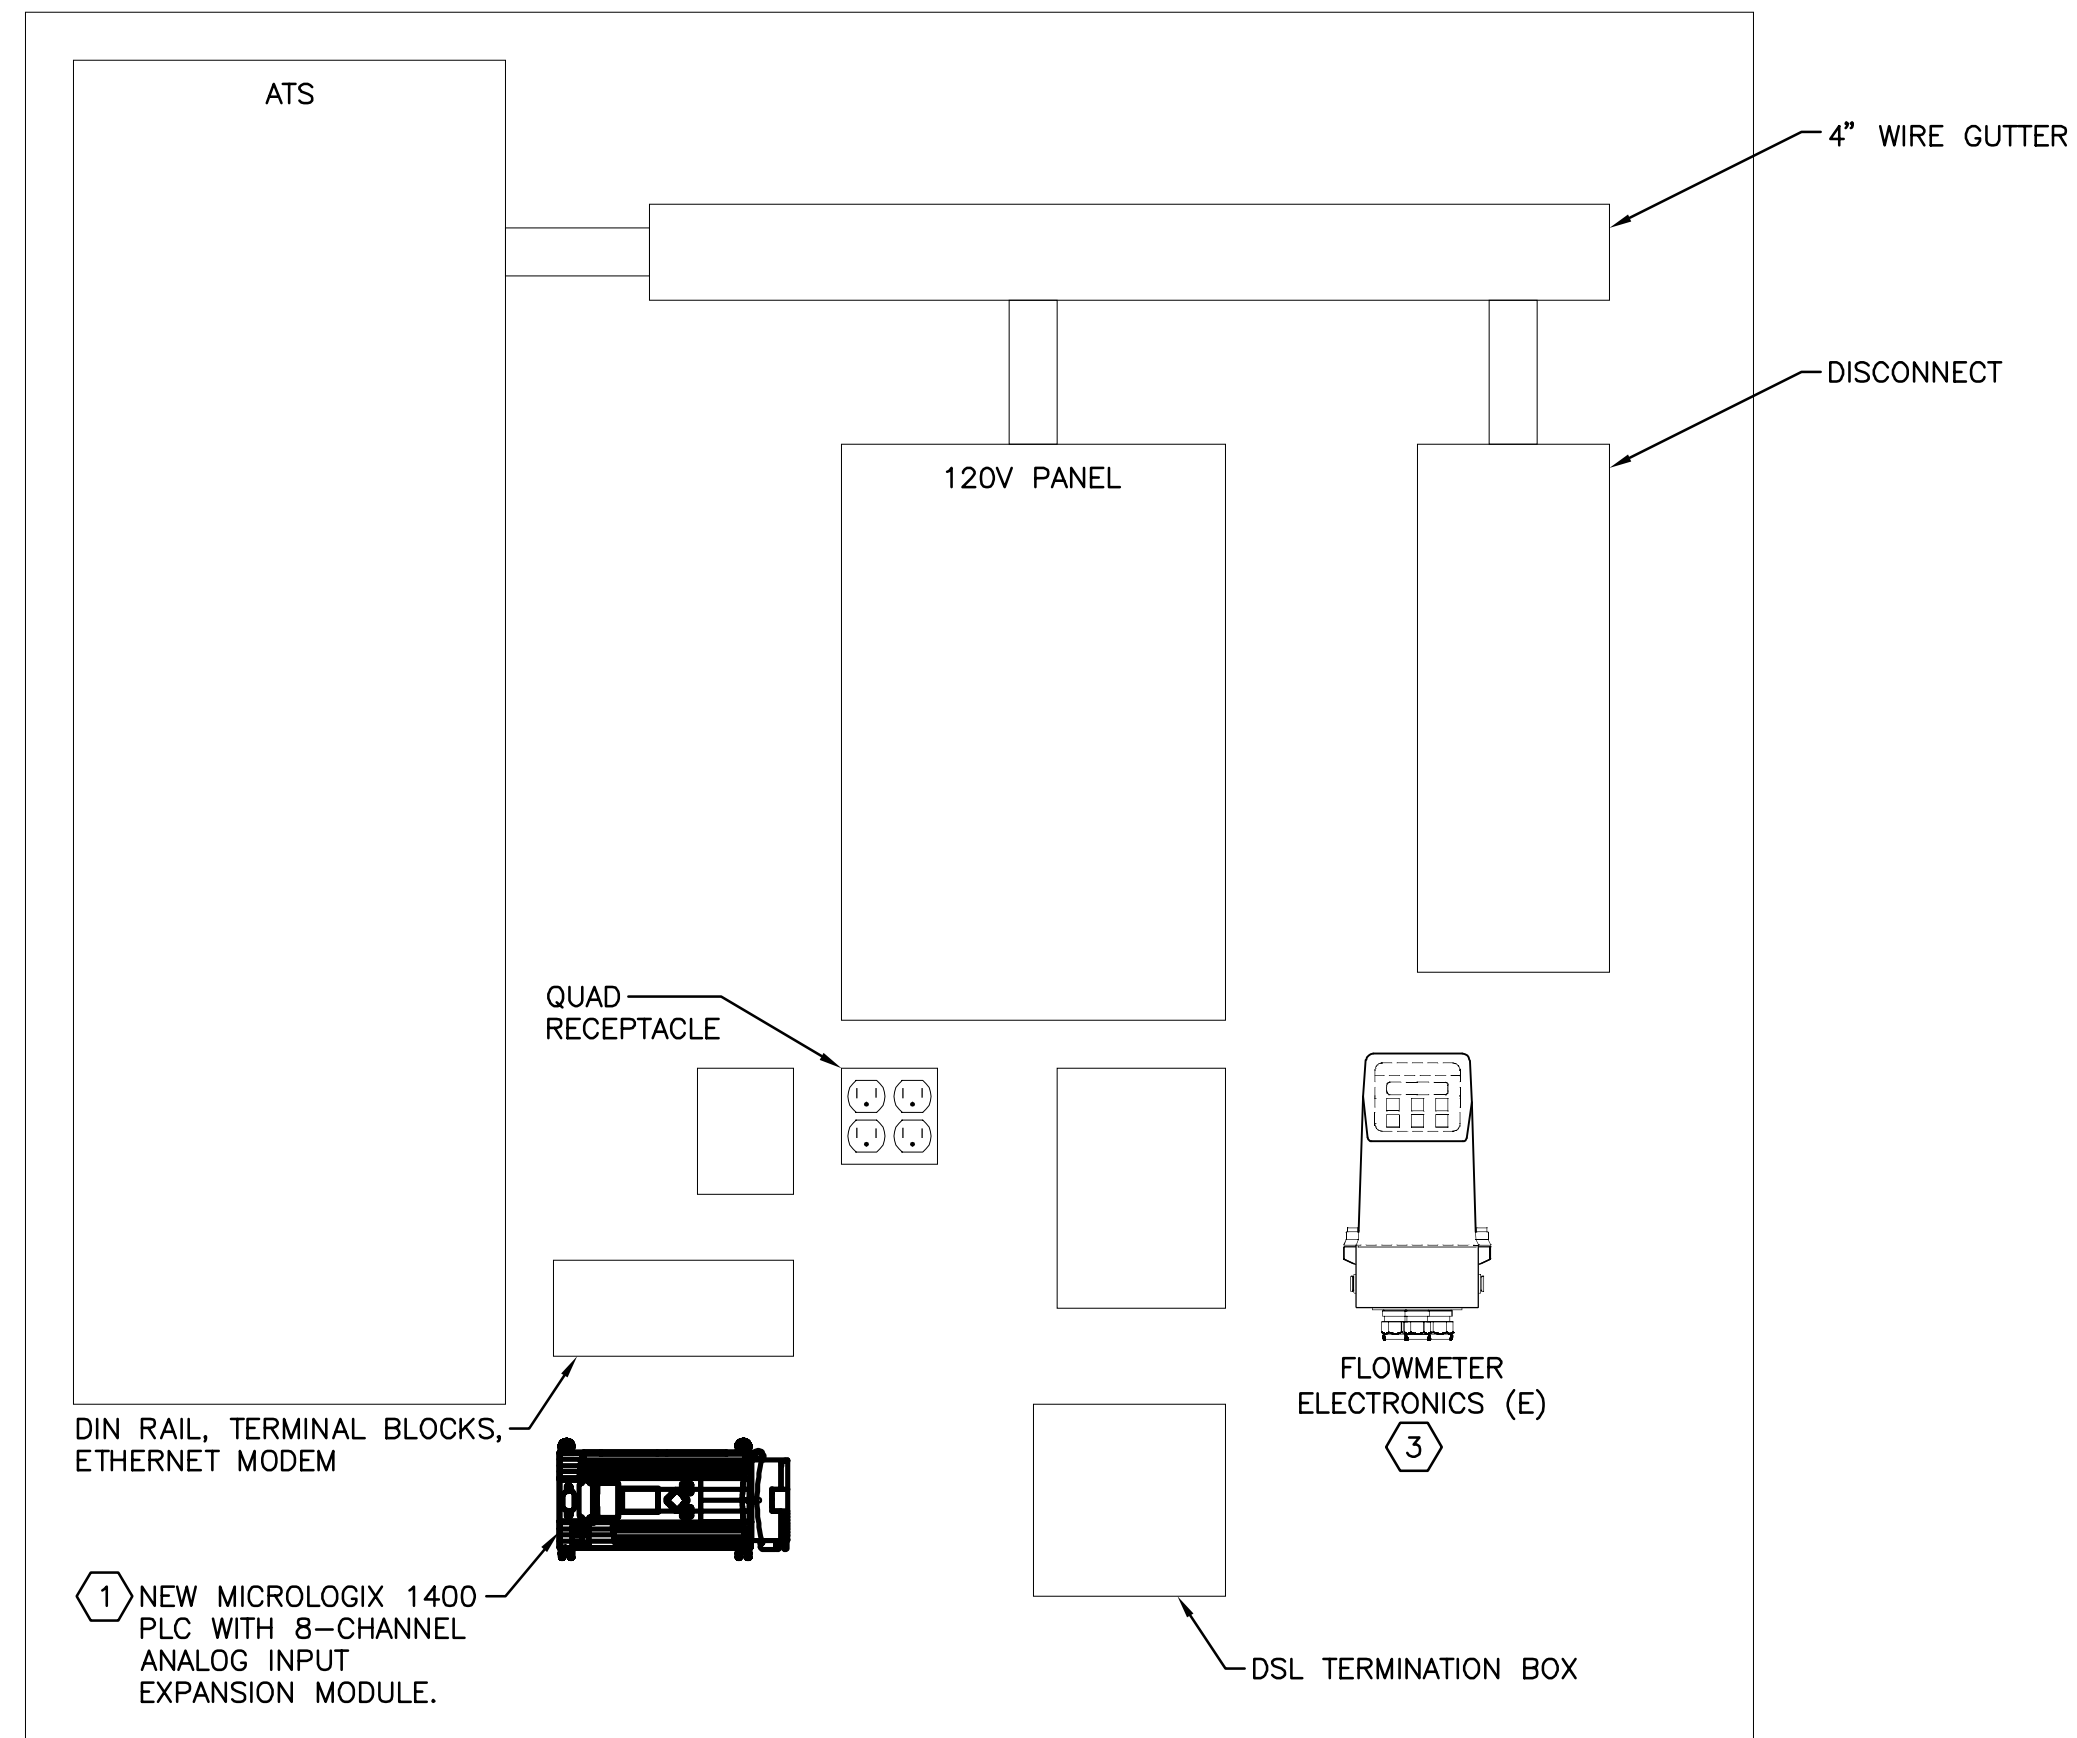 ATS
4” WIRE GUTTER
DISCONNECT
120V PANEL
QUAD
RECEPTACLE
FLOWMETER
ELECTRONICS (E)
3
DIN RAIL, TERMINAL BLOCKS,
ETHERNET MODEM
1 NEW MICROLOGIX 1400
PLC WITH 8-CHANNEL
ANALOG INPUT
EXPANSION MODULE.
DSL TERMINATION BOX